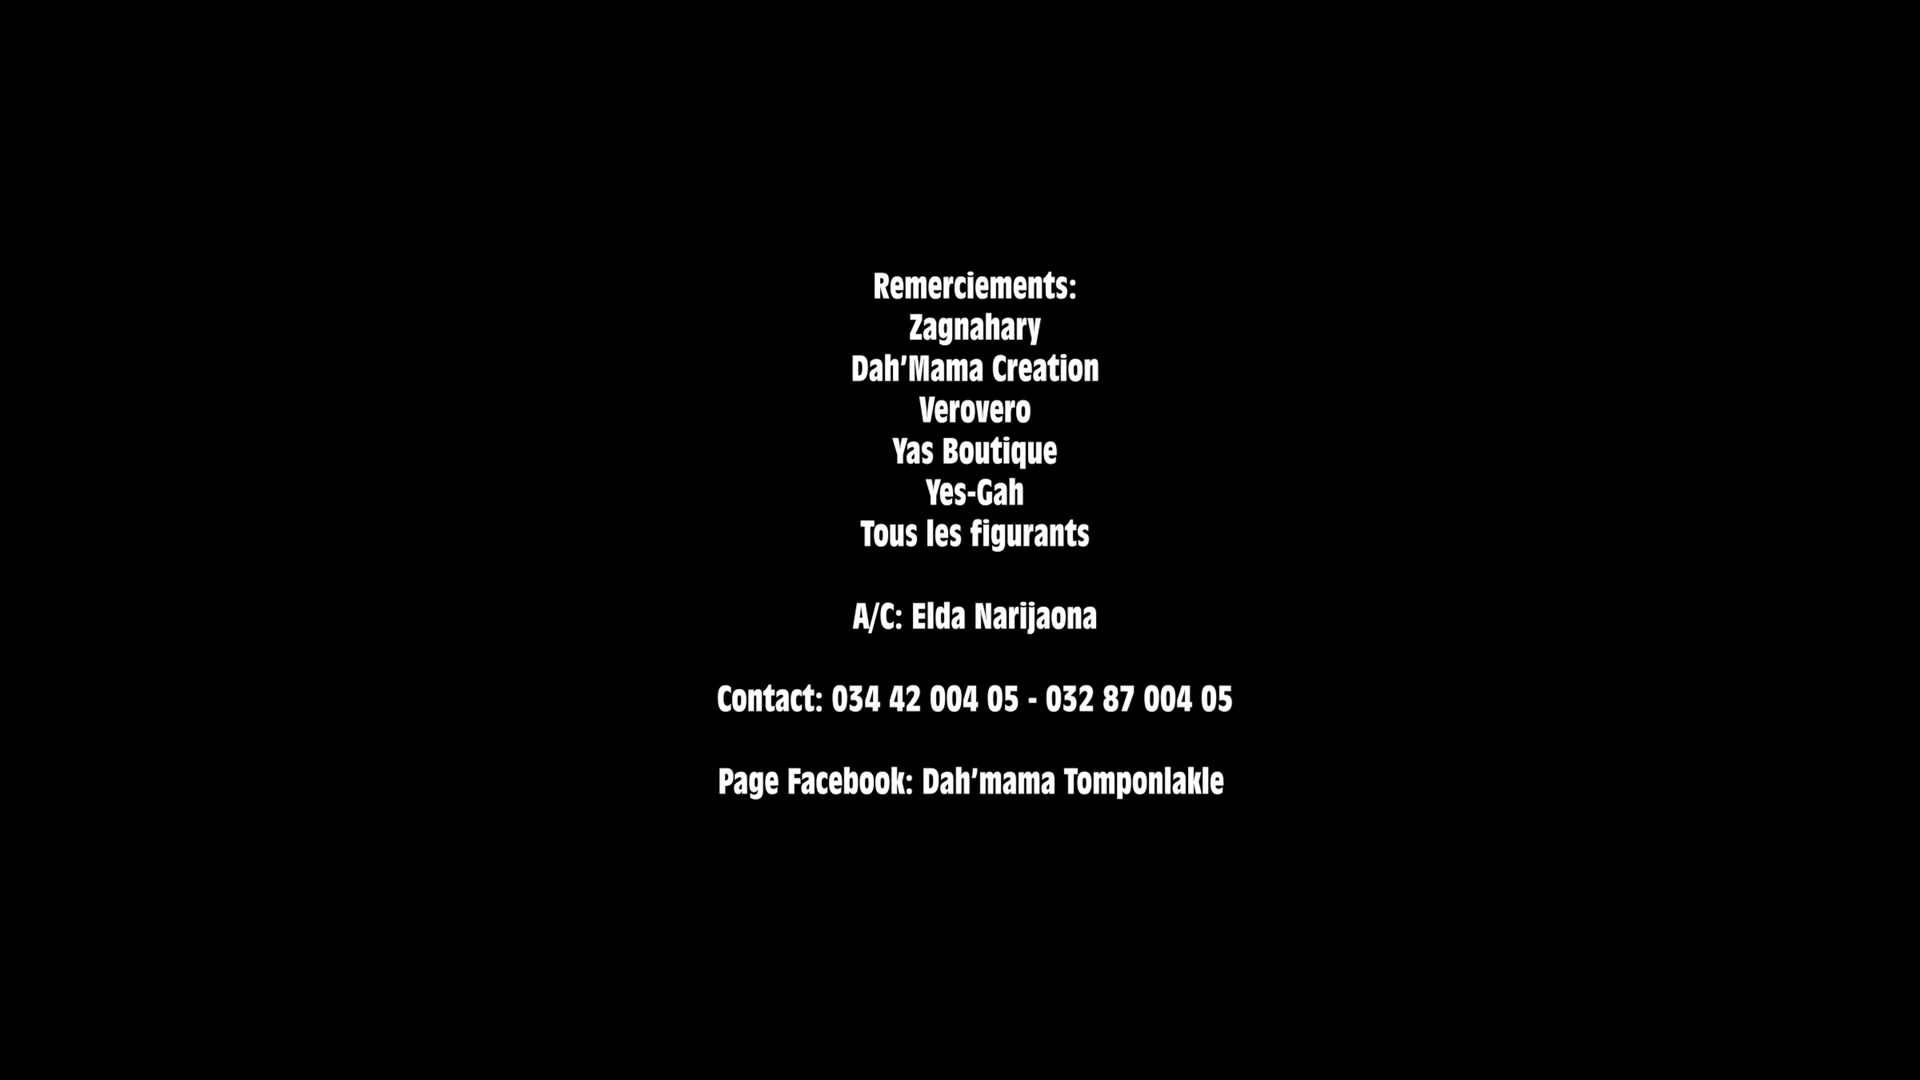 Remerciements:
Zagnahary
Dah'Mama Creation
Verovero
Yas Boutique
Yes-Gah
Tous les figurants
A/C: Elda Narijaona
Contact: 034 42 004 05 - 032 87 004 05
Page Facebook: Dah'mama Tomponlakle